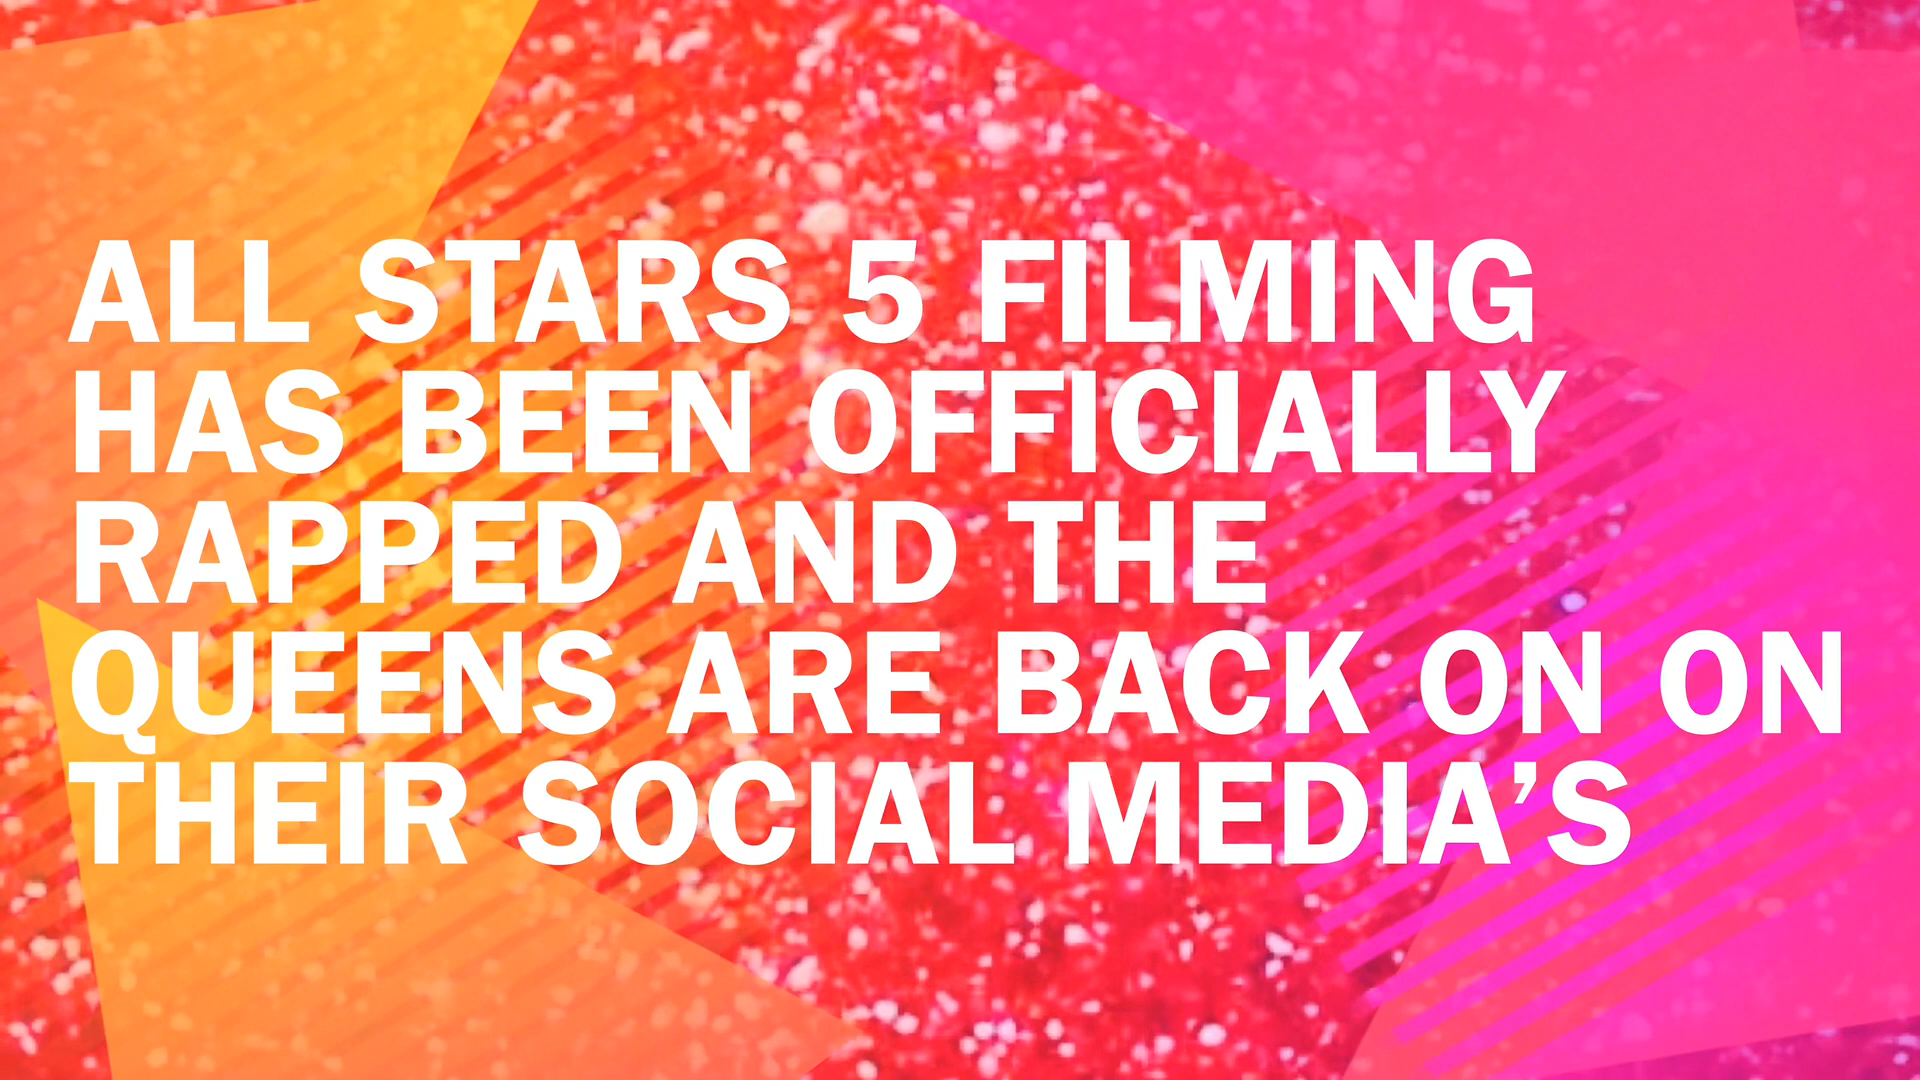 ALL STARS 5 FILMING
HAS BEEN OFFICIALLY
RAPPED AND THE
QUEENS ARE BACK ON ON
THEIR SOCIAL MEDIA’S